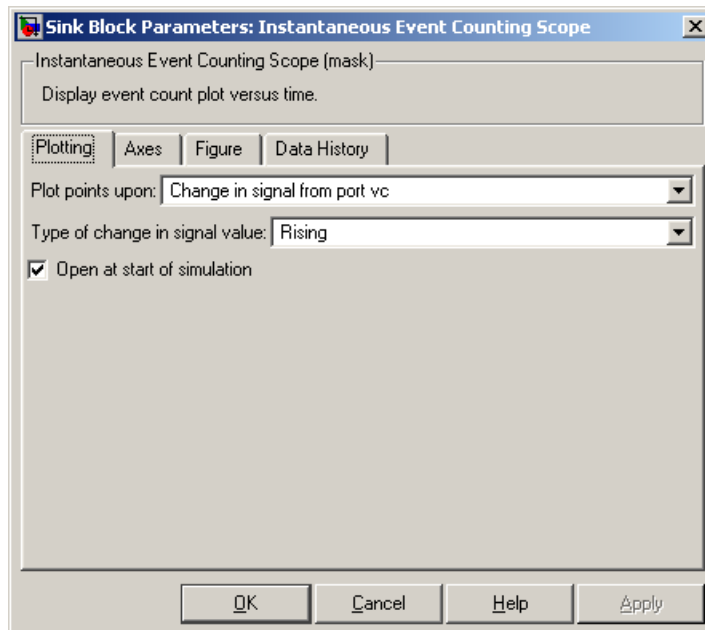 Sink Block Parameters: Instantaneous Event Counting Scope
Instantaneous Event Counting Scope (mask)
Display event count plot versus time.
Plotting Axes Figure Data History
Plot points upon: Change in signal from port vc
Type of change in signal value: Rising
Open at start of simulation
OK Cancel Help Apply